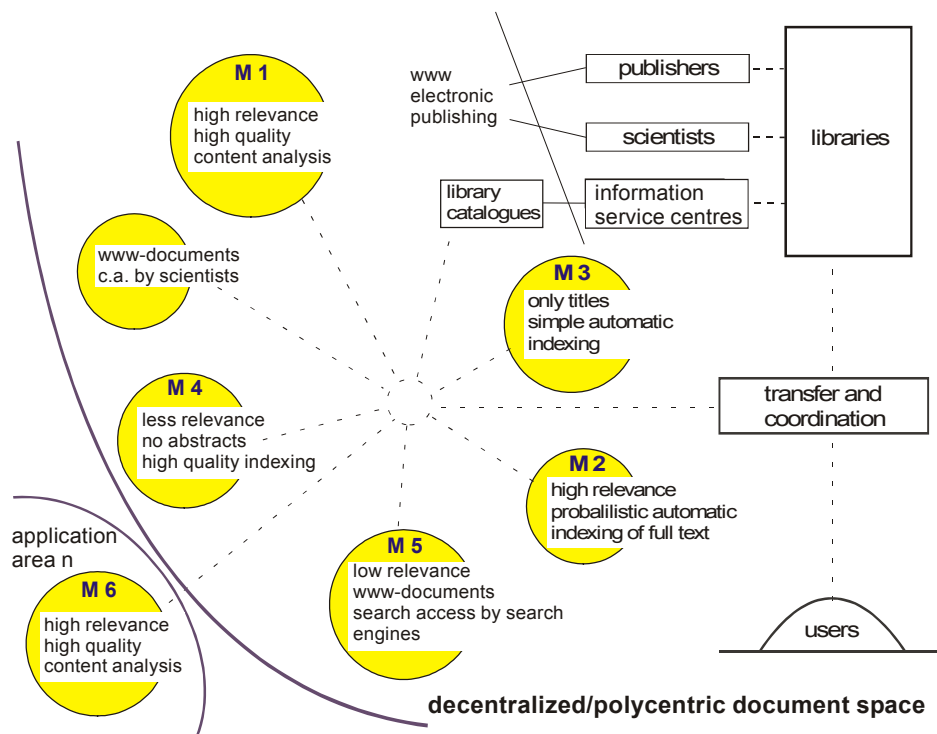 M 1
high relevance
high quality
content analysis
www
electronic
publishing
publishers
scientists
libraries
library
catalogues
information
service centres
www-documents
c.a. by scientists
M 3
only titles
simple automatic
indexing
M 4
less relevance
no abstracts
high quality indexing
transfer and
coordination
M 2
high relevance
probalilistic automatic
indexing of full text
application
area n
M 5
low relevance
www-documents
search access by search
engines
M 6
high relevance
high quality
content analysis
users
decentralized/polycentric document space